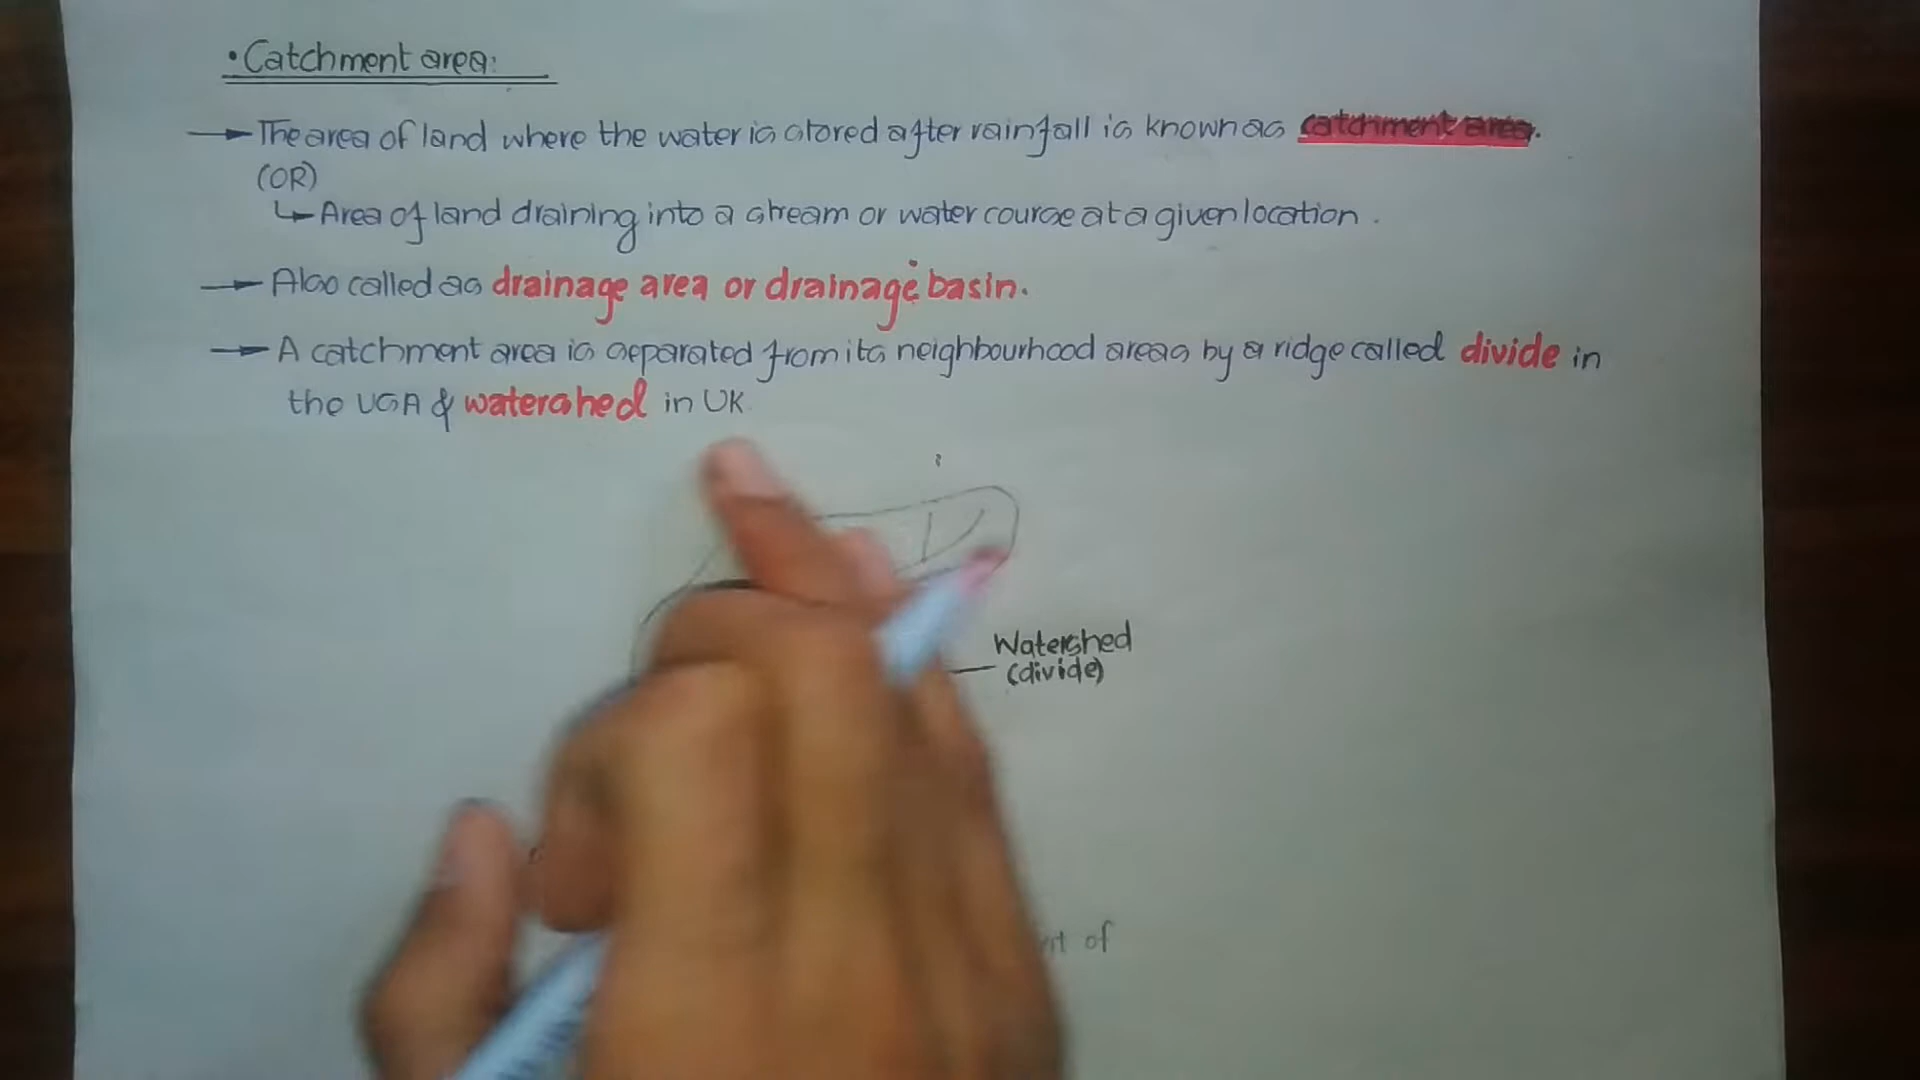 • Catchment area:
→ The area of land where the water is stored after rainfall is known as catchment area.
(OR)
↳ Area of land draining into a stream or water course at a given location.
→ Also called as drainage area or drainage basin.
→ A catchment area is separated from its neighbourhood areas by a ridge called divide in
the USA & watershed in UK
Watershed
(divide)
of